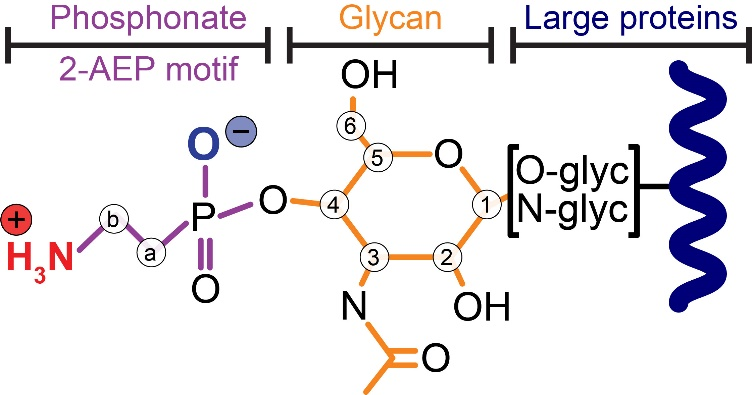 Phosphonate Glycan Large proteins
2-AEP motif
OH
6
O −
5 O
+ b P O 4 1 [O-glyc]
H3N a N-glyc
3 2
O N OH
O